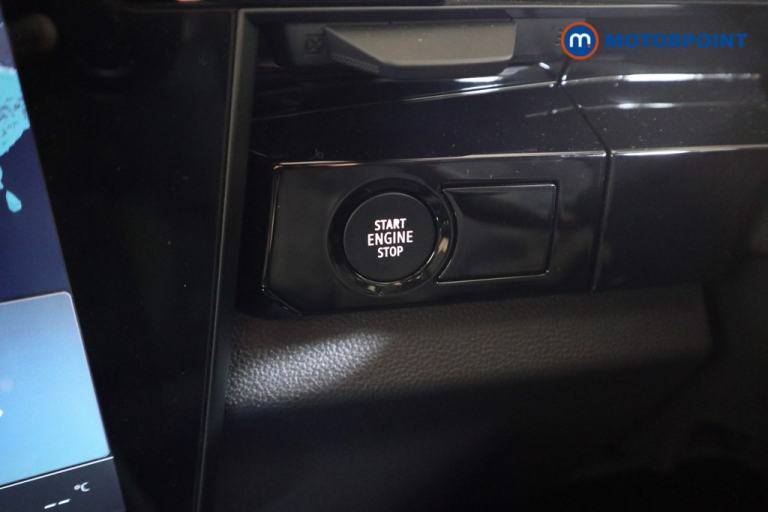 m MOTORPOINT
START
ENGINE
STOP
-- °C